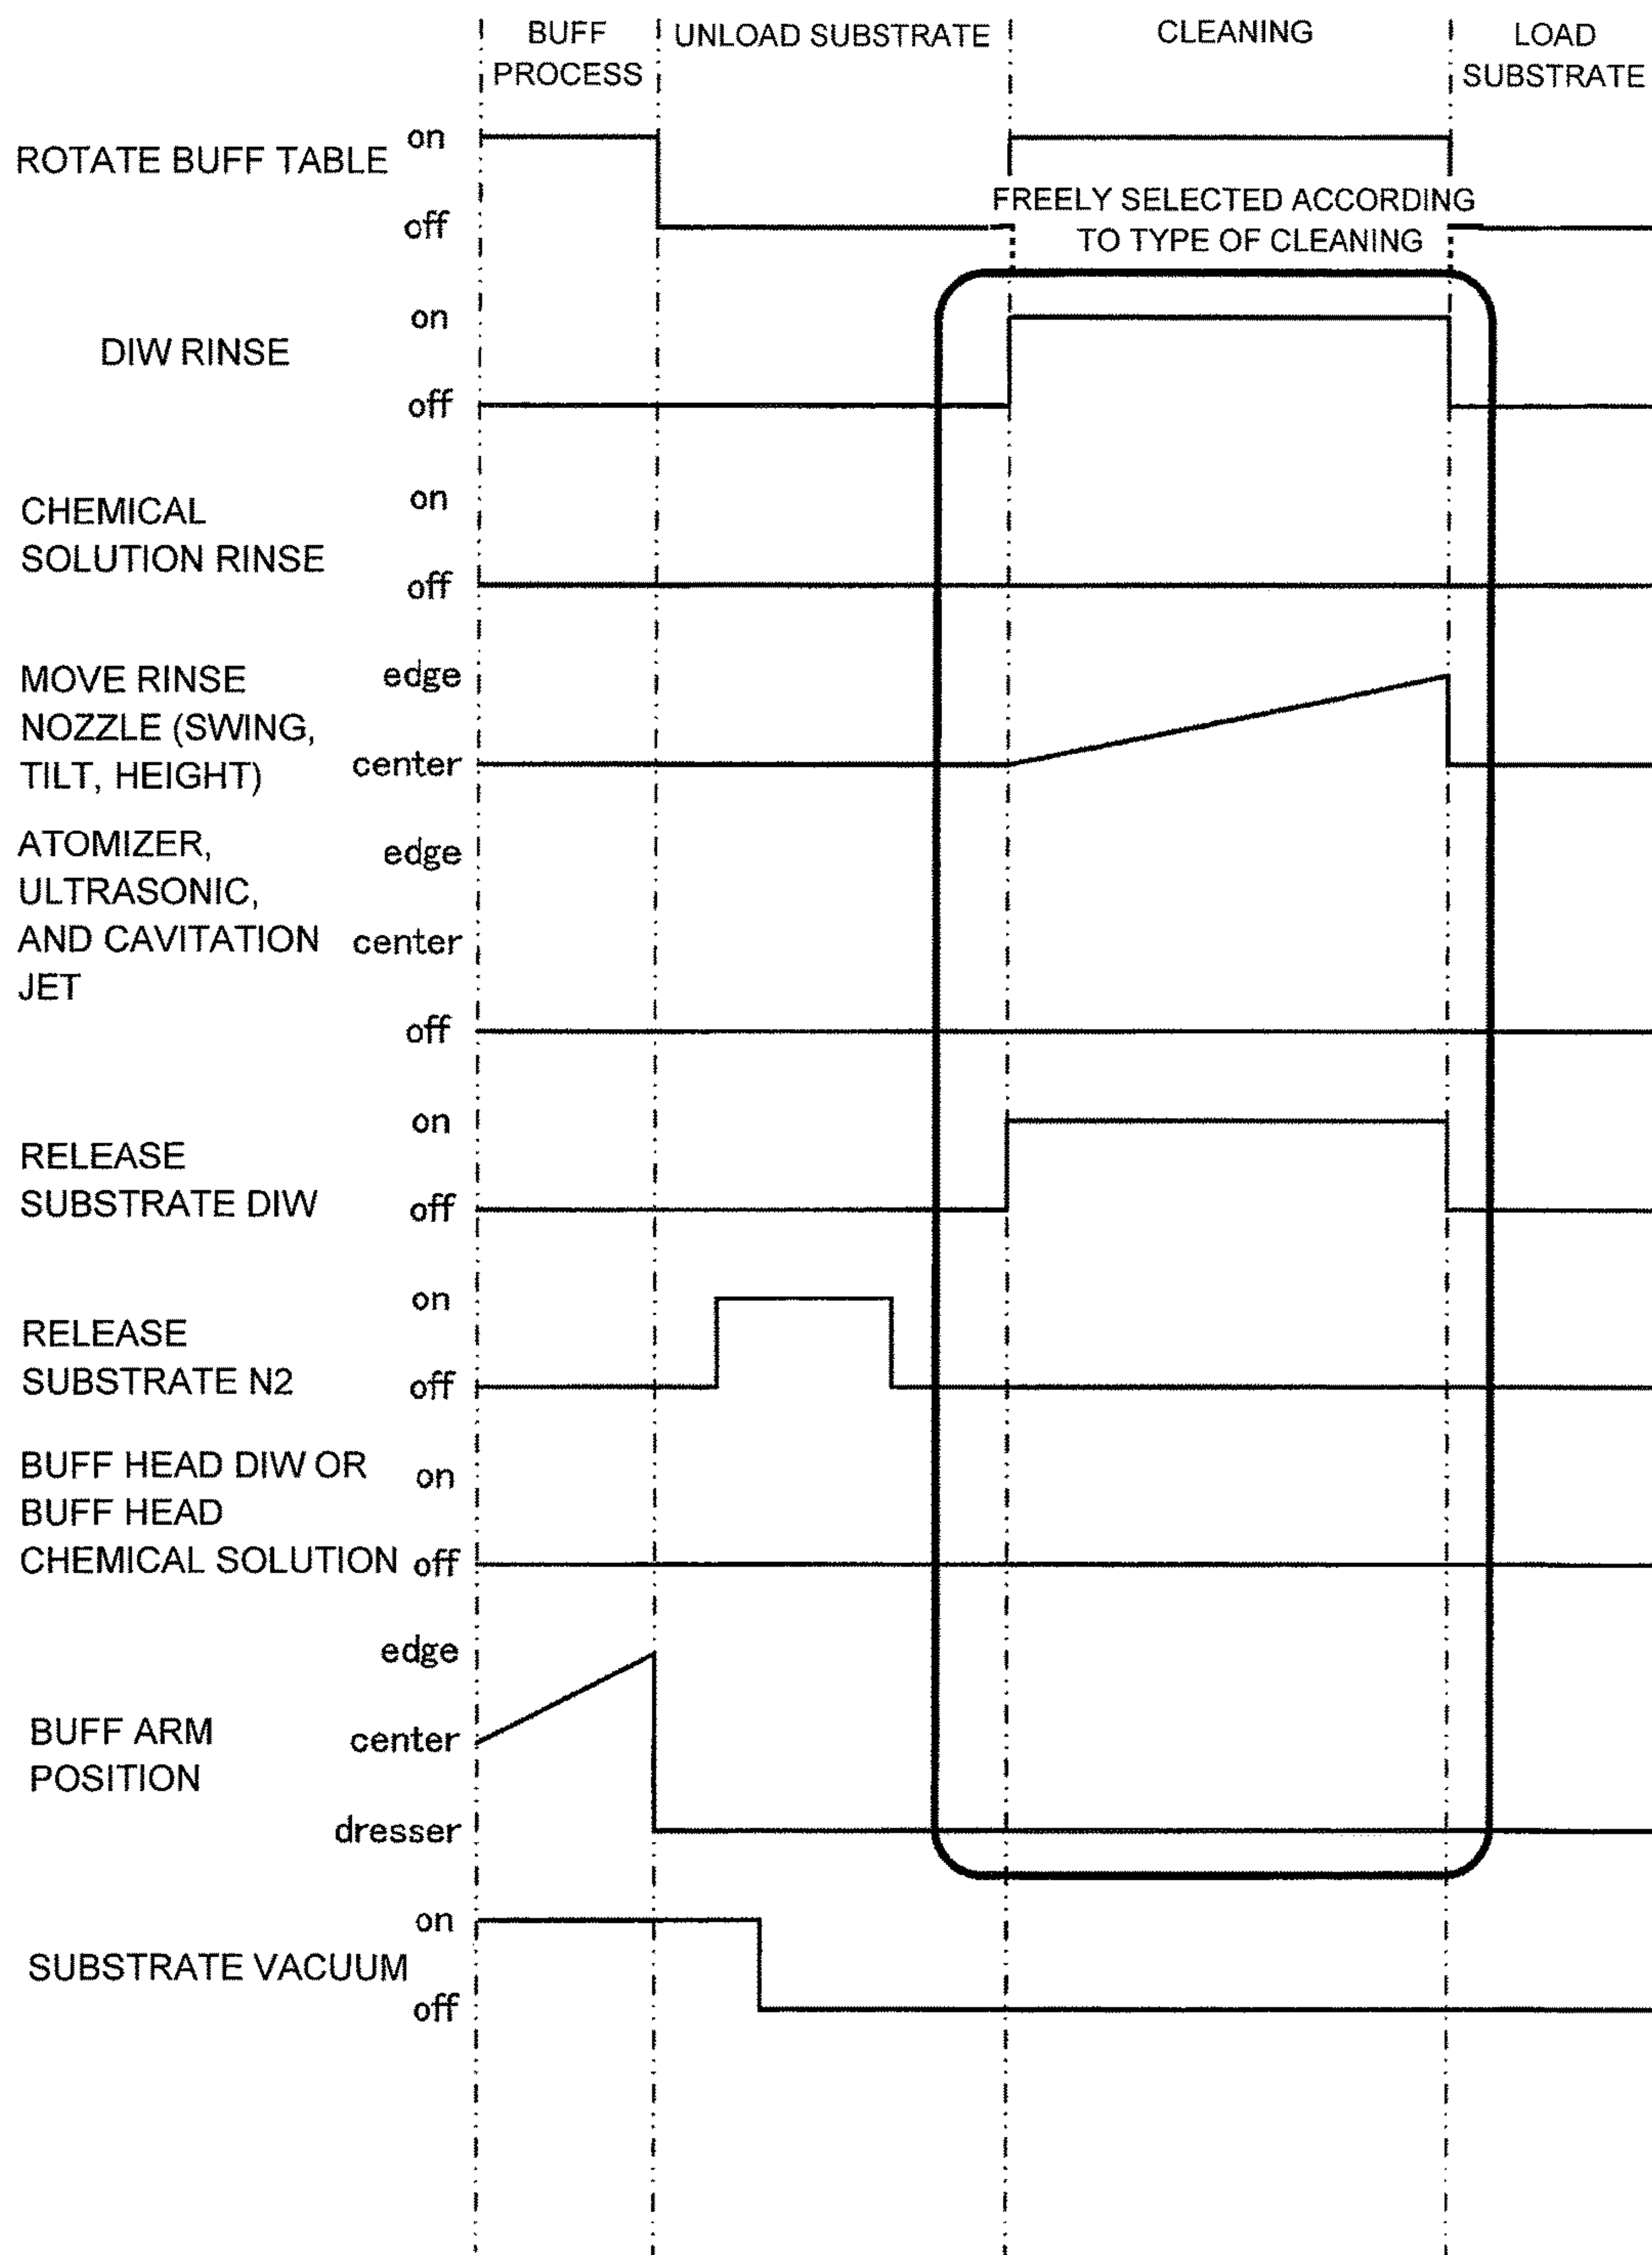 BUFF
PROCESS
UNLOAD SUBSTRATE
CLEANING
LOAD
SUBSTRATE
ROTATE BUFF TABLE
on
off
FREELY SELECTED ACCORDING
TO TYPE OF CLEANING
DIW RINSE
on
off
CHEMICAL
SOLUTION RINSE
on
off
MOVE RINSE
NOZZLE (SWING,
TILT, HEIGHT)
edge
center
ATOMIZER,
ULTRASONIC,
AND CAVITATION
JET
edge
center
off
RELEASE
SUBSTRATE DIW
on
off
RELEASE
SUBSTRATE N2
on
off
BUFF HEAD DIW OR
BUFF HEAD
CHEMICAL SOLUTION
on
off
BUFF ARM
POSITION
edge
center
dresser
SUBSTRATE VACUUM
on
off